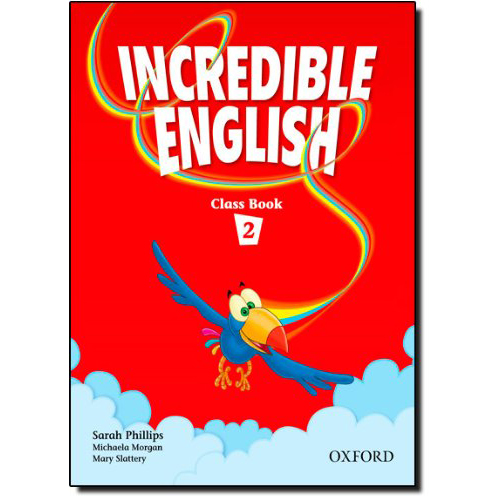 INCREDIBLE
ENGLISH
Class Book
2
Sarah Phillips
Michaela Morgan
Mary Slattery
OXFORD